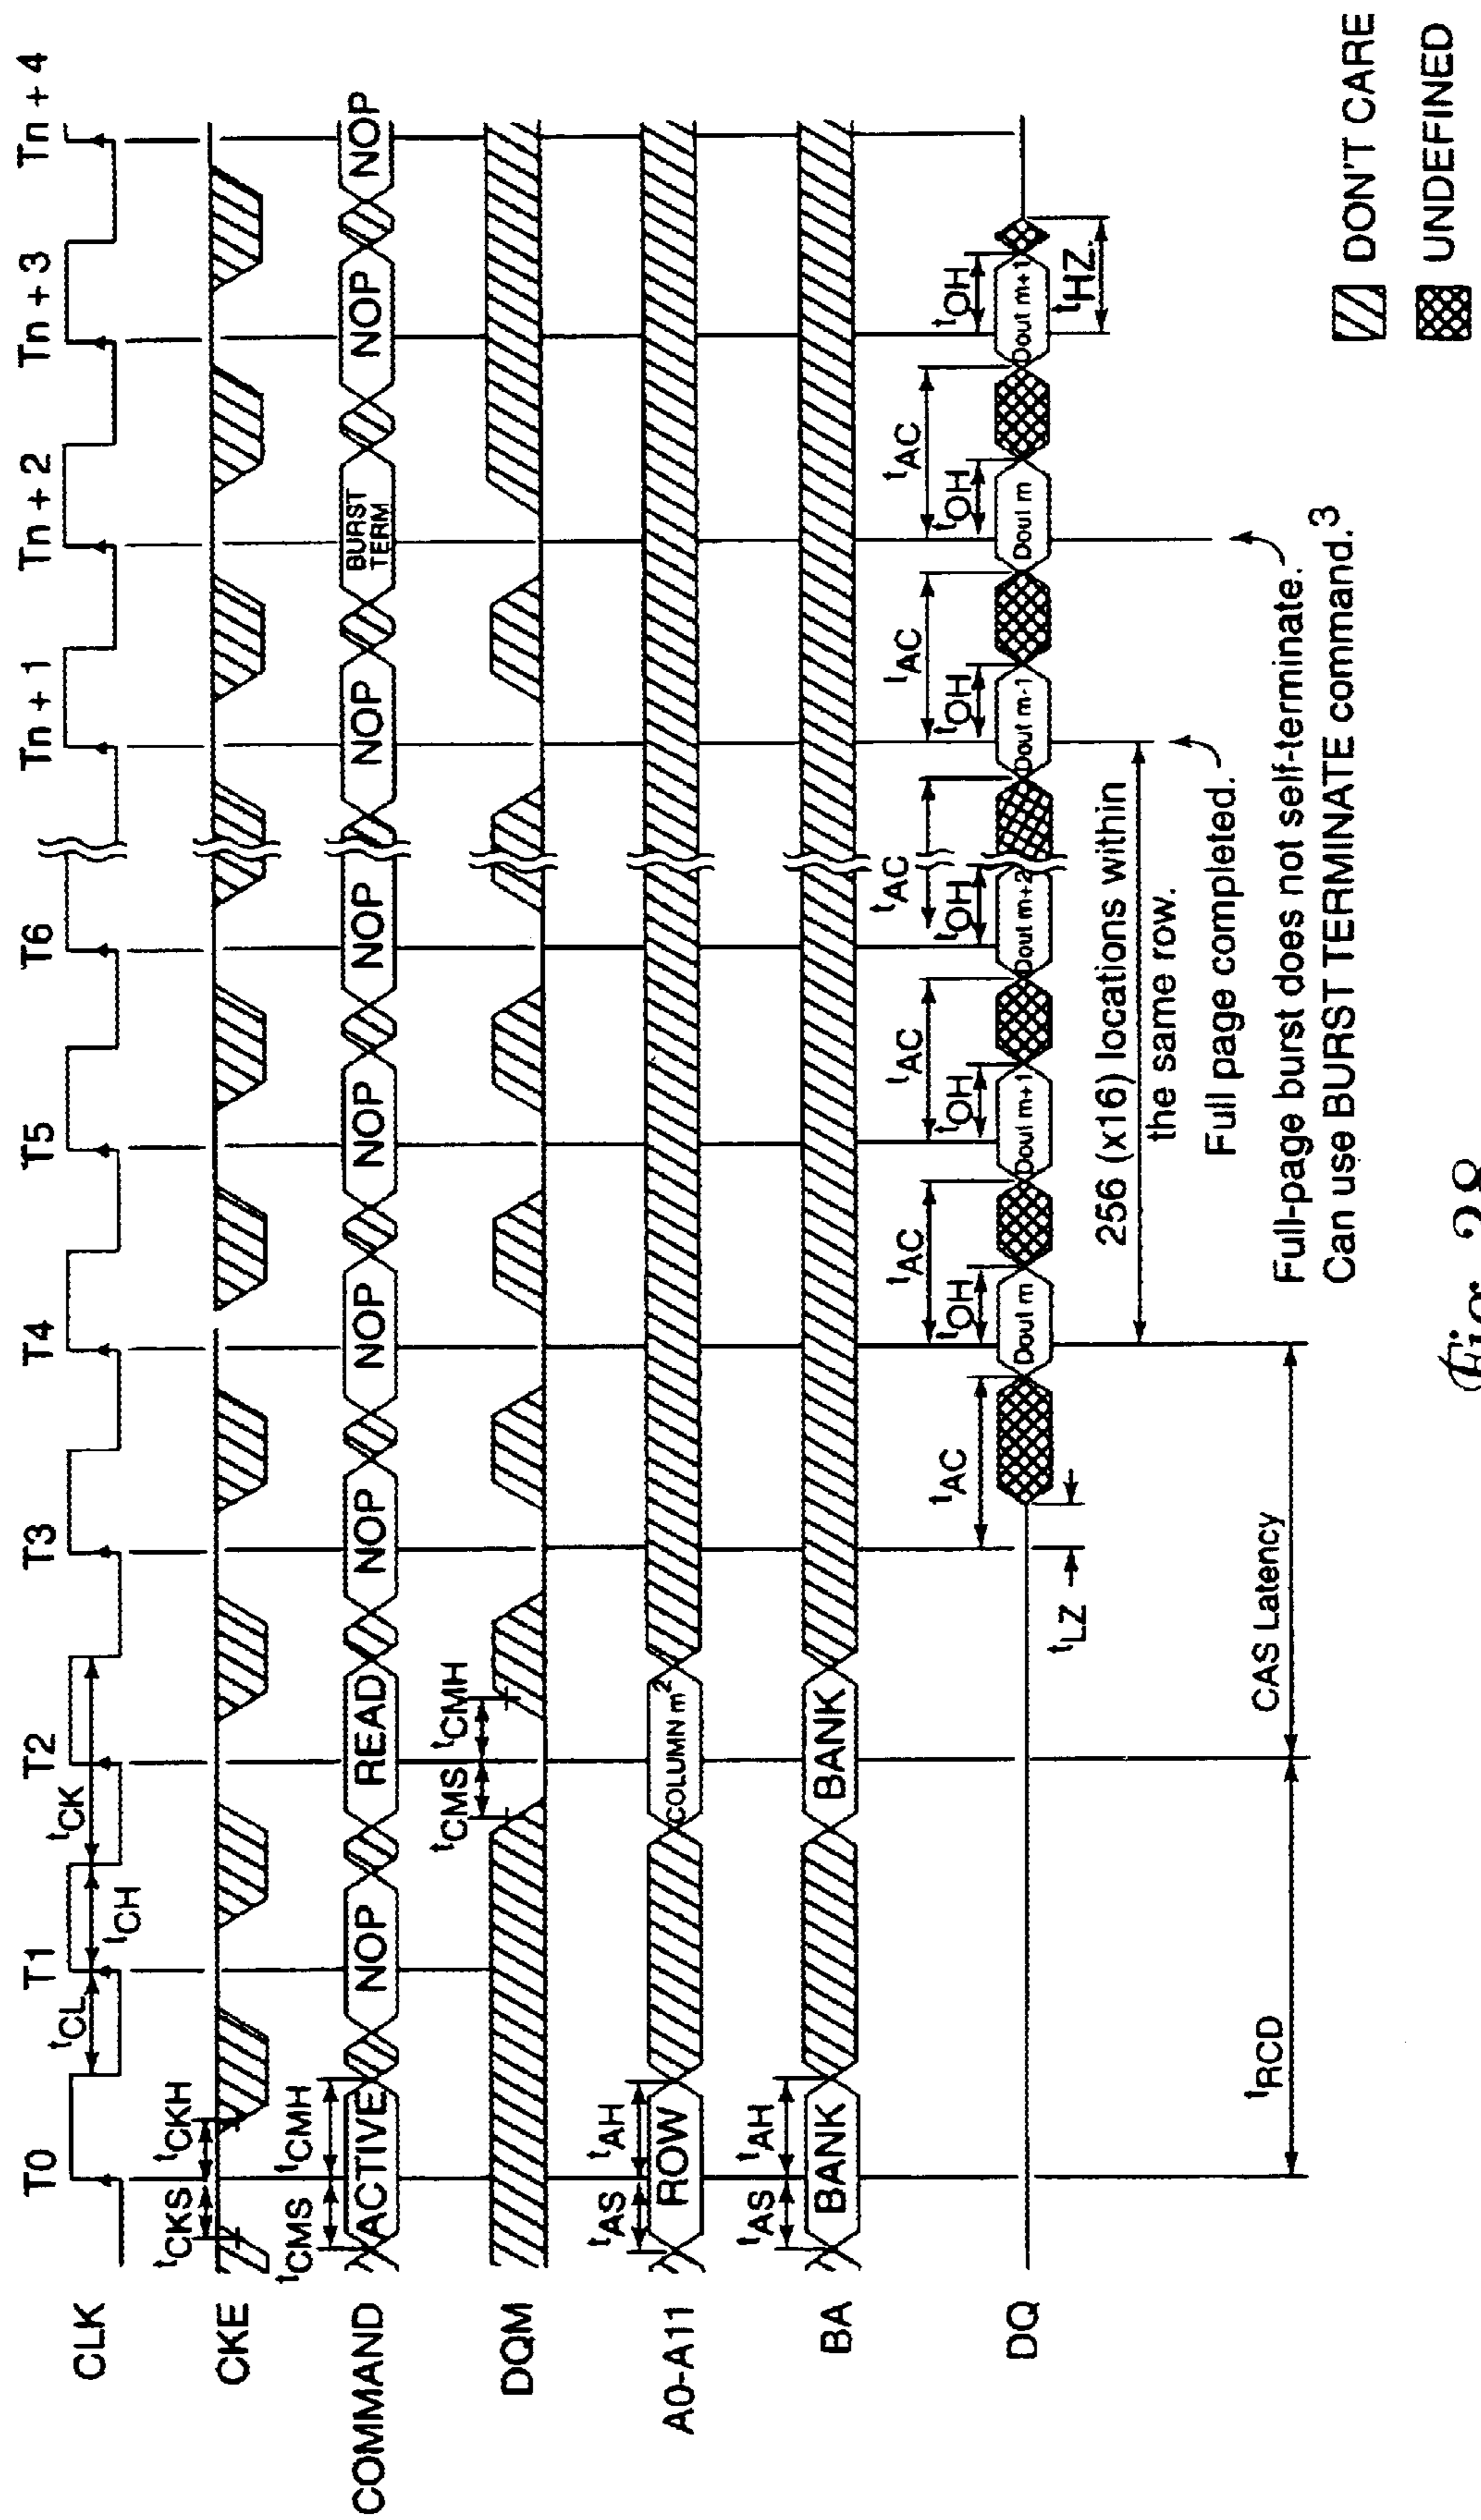 T0 T1 T2 T3 T4 T5 T6 Tn + 1 Tn + 2 Tn + 3 Tn + 4
CLK
tCL tCH tCK
tCKS tCKH
CKE
tCMS tCMH
COMMAND ACTIVE NOP READ NOP NOP NOP NOP NOP BURST TERM NOP NOP
tCMS tCMH
DQM
tAS tAH
A0-A11 ROW COLUMN m2
tAS tAH
BA BANK BANK
tAC tAC tAC tAC tAC tAC
tOH tOH tOH tOH tOH tOH
DQ Dout m Dout m+1 Dout m+2 Dout m-1 Dout m Dout m+1
tLZ tHZ.
256 (x16) locations within
the same row.
Full page completed.
tRCD CAS Latency
Full-page burst does not self-terminate.
Can use BURST TERMINATE command.3
DON'T CARE
UNDEFINED